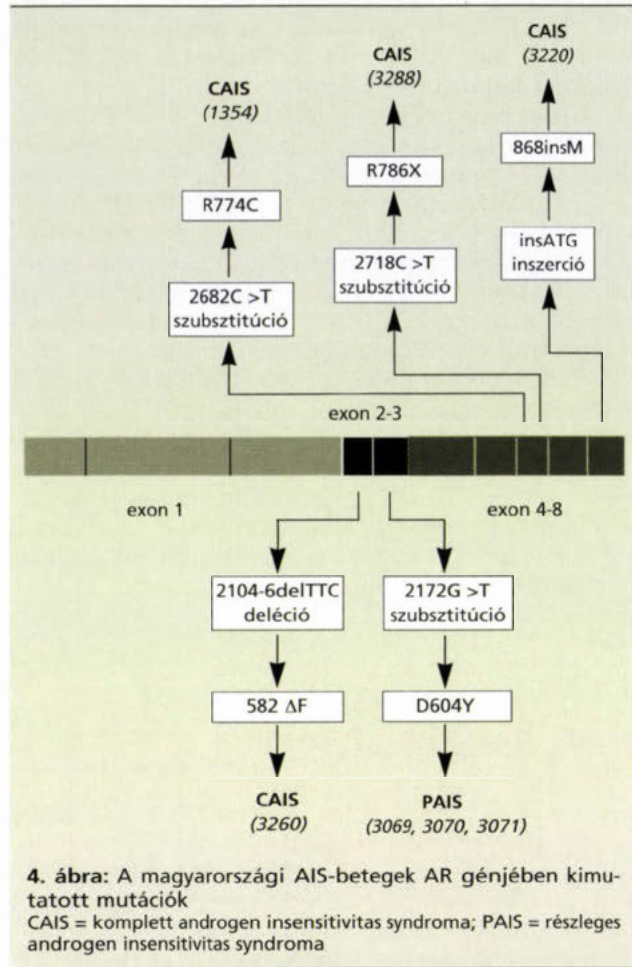 CAIS
(3220)
CAIS
(3288)
CAIS
(1354)
868insM
R786X
R774C
insATG
inszerció
2718C >T
szubsztitúció
2682C >T
szubsztitúció
exon 2-3
exon 1
exon 4-8
2104-6delTTC
deléció
2172G >T
szubsztitúció
582 ΔF
D604Y
CAIS
(3260)
PAIS
(3069, 3070, 3071)
4. ábra: A magyarországi AIS-betegek AR génjében kimu-
tatott mutációk
CAIS = komplett androgen insensitivitas syndroma; PAIS = részleges
androgen insensitivitas syndroma